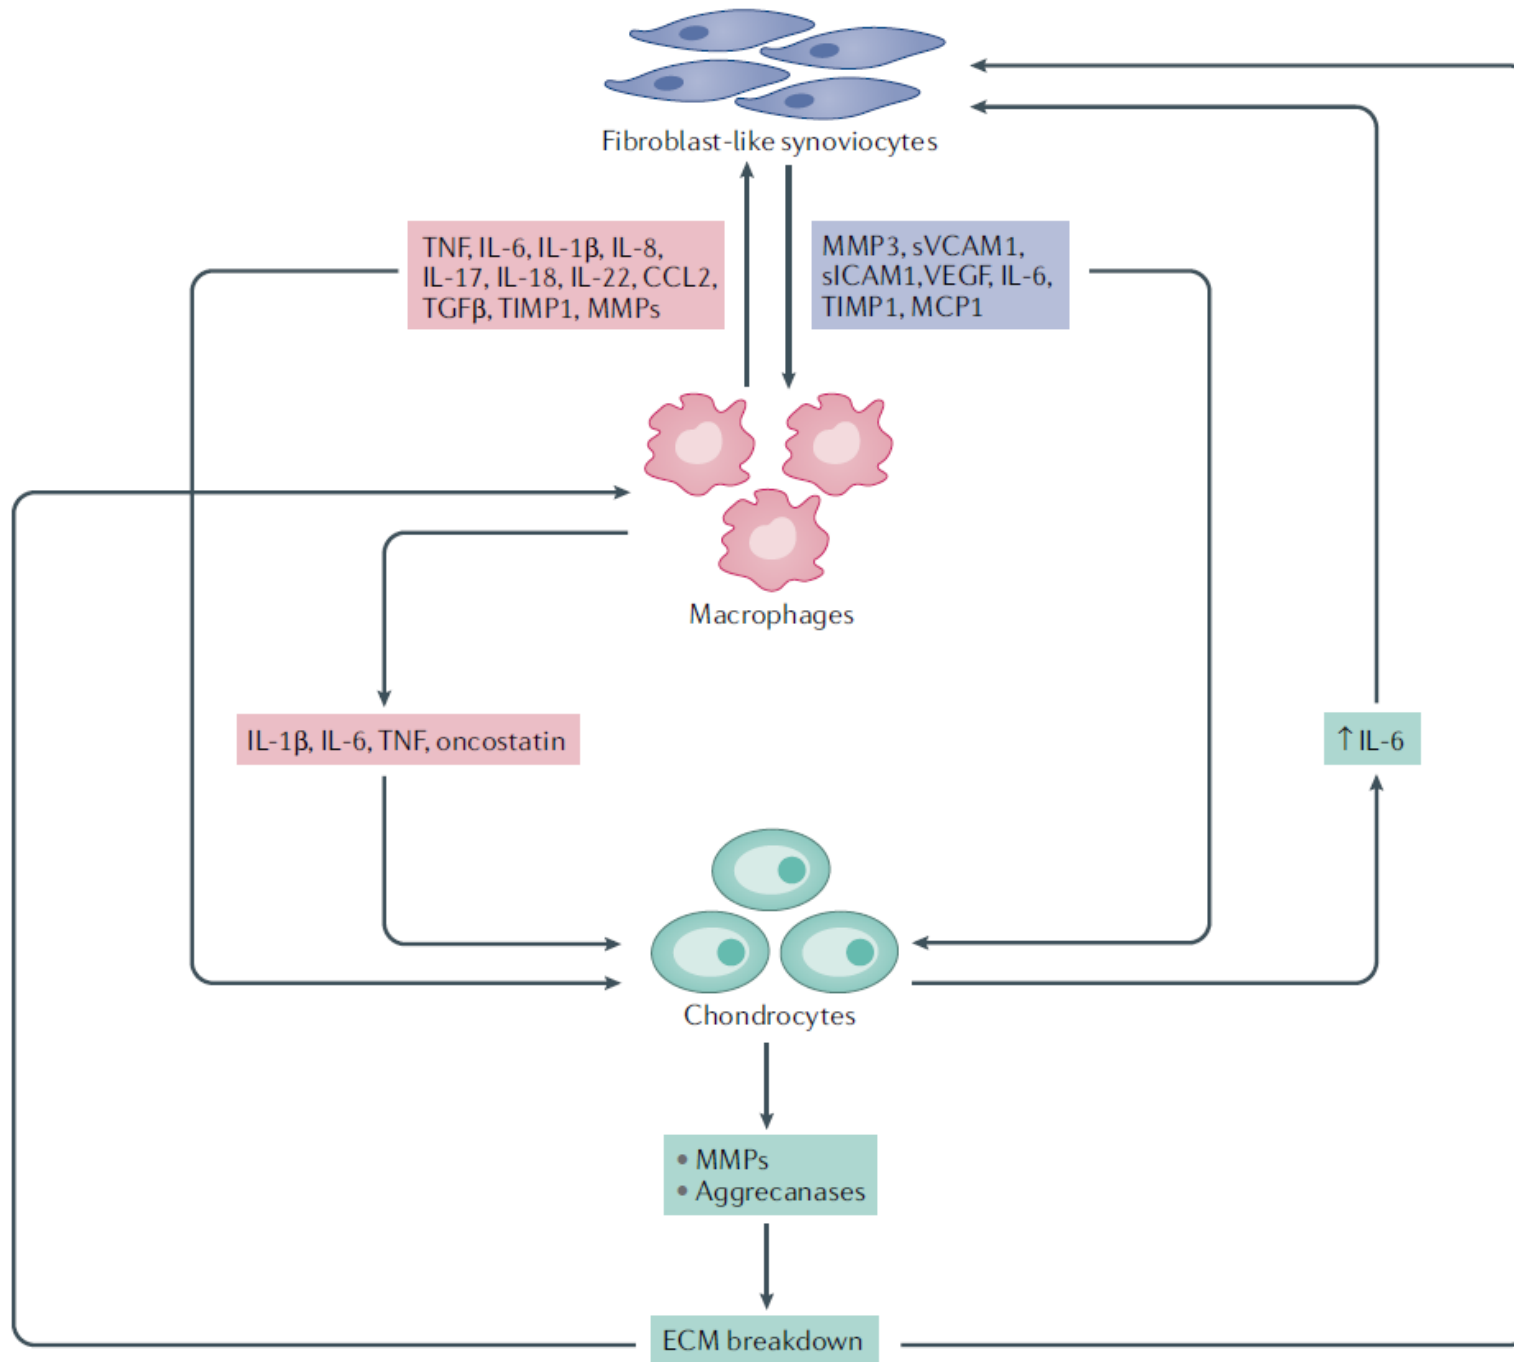 Fibroblast-like synoviocytes
TNF, IL-6, IL-1β, IL-8,
IL-17, IL-18, IL-22, CCL2,
TGFβ, TIMP1, MMPs
MMP3, sVCAM1,
sICAM1,VEGF, IL-6,
TIMP1, MCP1
Macrophages
IL-1β, IL-6, TNF, oncostatin
↑ IL-6
Chondrocytes
• MMPs
• Aggrecanases
ECM breakdown